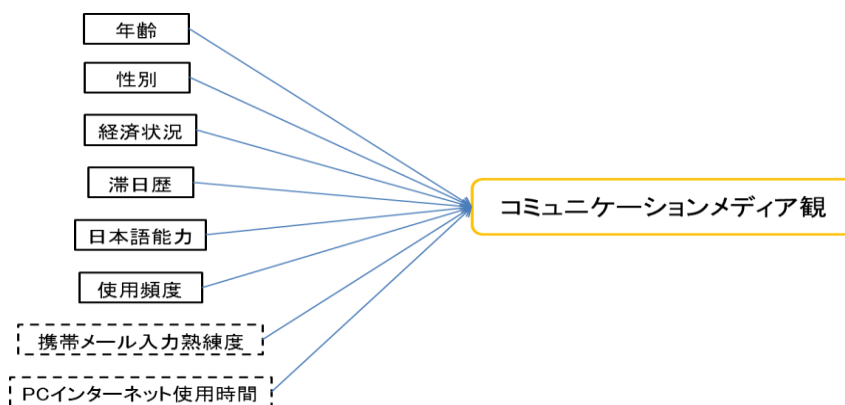 年齢
性別
経済状況
滞日歴
日本語能力
使用頻度
携帯メール入力熟練度
PCインターネット使用時間
コミュニケーションメディア観